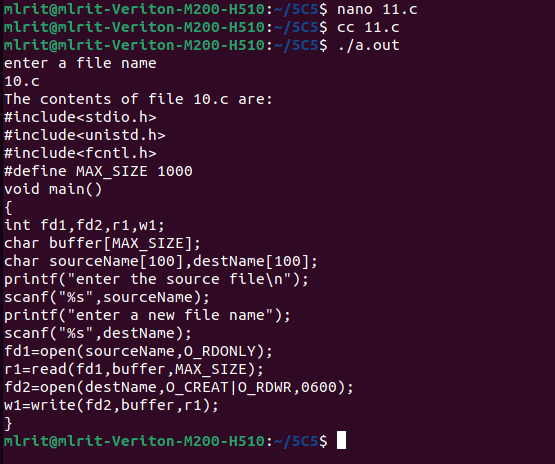 mlrit@mlrit-Veriton-M200-H510:~/5C5$ nano 11.c
mlrit@mlrit-Veriton-M200-H510:~/5C5$ cc 11.c
mlrit@mlrit-Veriton-M200-H510:~/5C5$ ./a.out
enter a file name
10.c
The contents of file 10.c are:
#include<stdio.h>
#include<unistd.h>
#include<fcntl.h>
#define MAX_SIZE 1000
void main()
{
int fd1,fd2,r1,w1;
char buffer[MAX_SIZE];
char sourceName[100],destName[100];
printf("enter the source file\n");
scanf("%s",sourceName);
printf("enter a new file name");
scanf("%s",destName);
fd1=open(sourceName,O_RDONLY);
r1=read(fd1,buffer,MAX_SIZE);
fd2=open(destName,O_CREAT|O_RDWR,0600);
w1=write(fd2,buffer,r1);
}
mlrit@mlrit-Veriton-M200-H510:~/5C5$